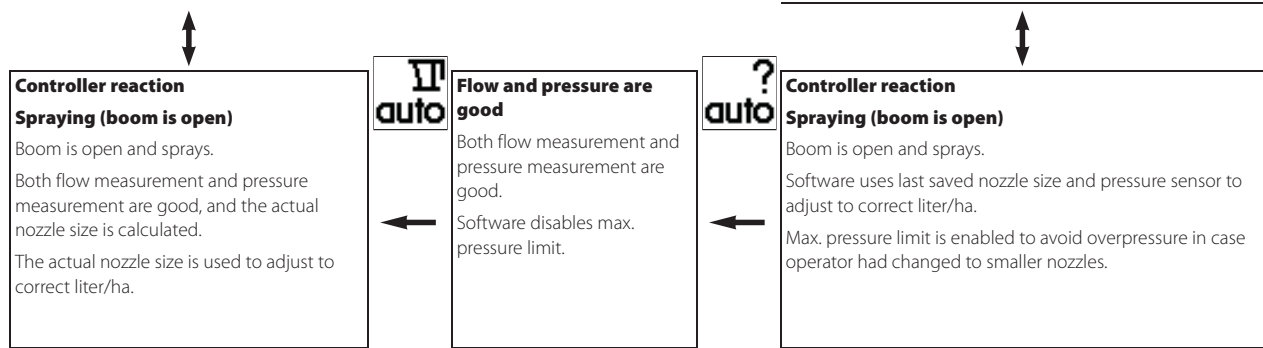 Controller reaction
Spraying (boom is open)
Boom is open and sprays.
Both flow measurement and pressure
measurement are good, and the actual
nozzle size is calculated.
The actual nozzle size is used to adjust to
correct liter/ha.
auto
Flow and pressure are
good
Both flow measurement and
pressure measurement are
good.
Software disables max.
pressure limit.
?
auto
Controller reaction
Spraying (boom is open)
Boom is open and sprays.
Software uses last saved nozzle size and pressure sensor to
adjust to correct liter/ha.
Max. pressure limit is enabled to avoid overpressure in case
operator had changed to smaller nozzles.